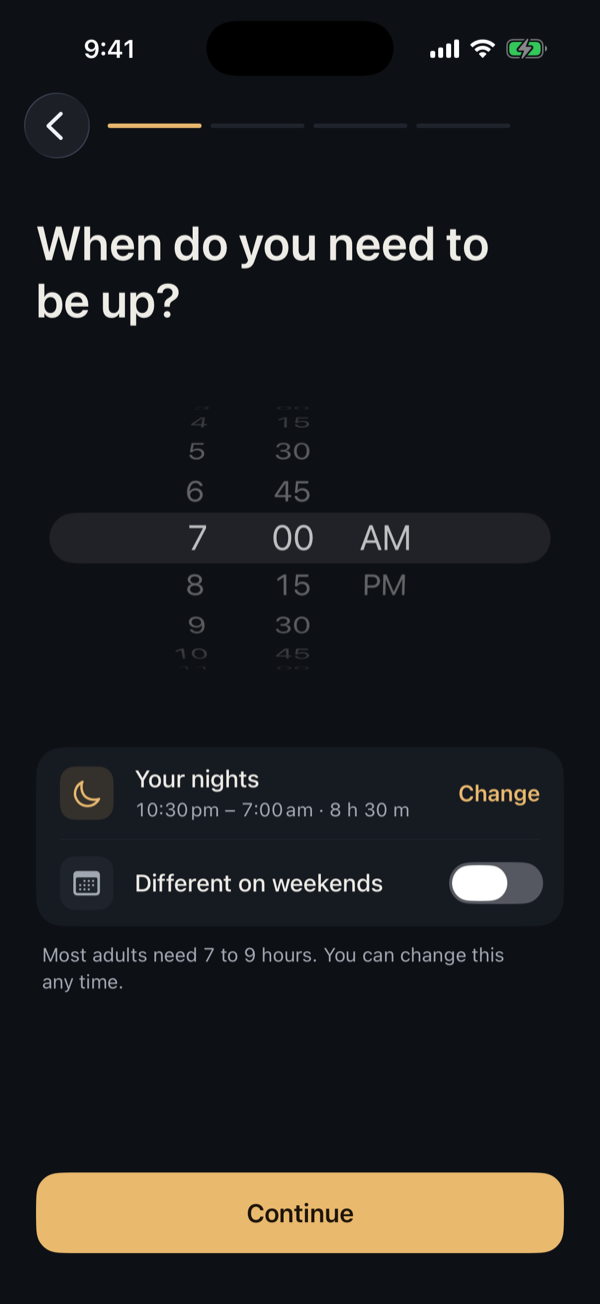 9:41
When do you need to
be up?
4 15
5 30
6 45
7 00 AM
8 15 PM
9 30
10 45
Your nights
10:30 pm – 7:00 am · 8 h 30 m
Change
Different on weekends
Most adults need 7 to 9 hours. You can change this
any time.
Continue